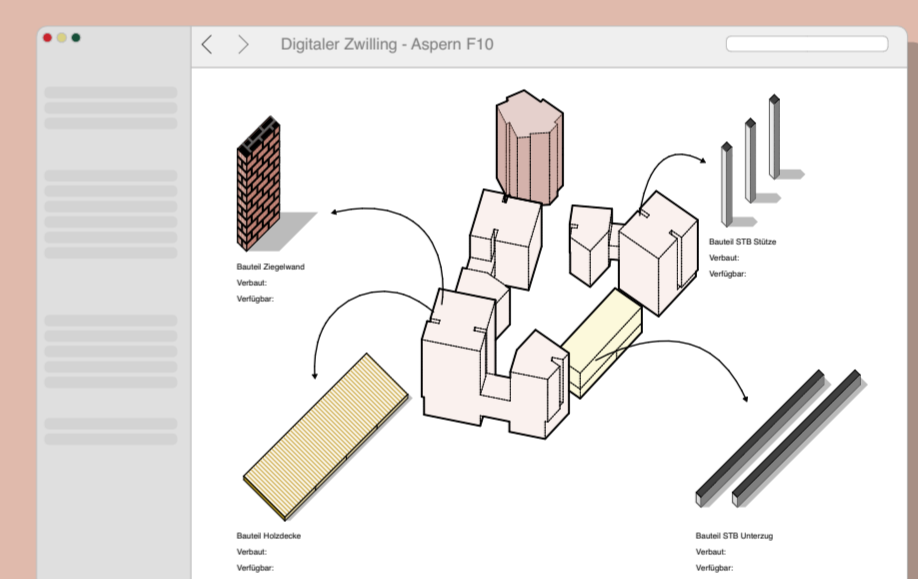 Digitaler Zwilling - Aspern F10
Bauteil STB Stütze
Verbaut:
Verfügbar:
Bauteil Ziegelwand
Verbaut:
Verfügbar:
Bauteil Holzdecke
Verbaut:
Verfügbar:
Bauteil STB Unterzug
Verbaut:
Verfügbar: